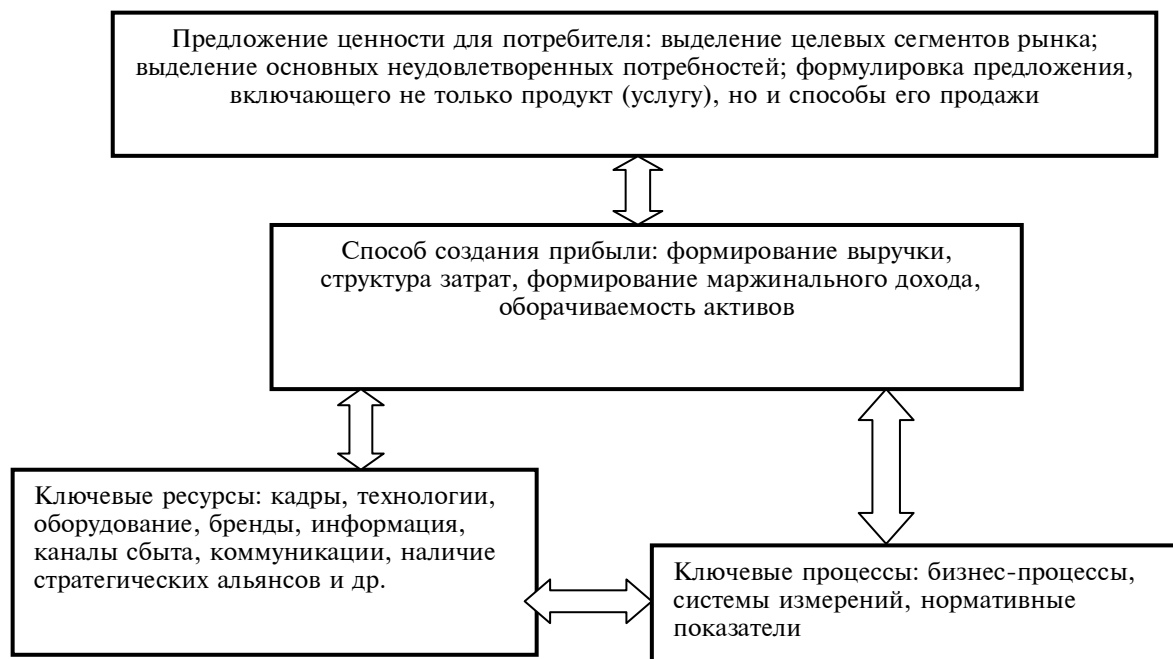 Предложение ценности для потребителя: выделение целевых сегментов рынка;
выделение основных неудовлетворенных потребностей; формулировка предложения,
включающего не только продукт (услугу), но и способы его продажи
Способ создания прибыли: формирование выручки,
структура затрат, формирование маржинального дохода,
оборачиваемость активов
Ключевые ресурсы: кадры, технологии,
оборудование, бренды, информация,
каналы сбыта, коммуникации, наличие
стратегических альянсов и др.
Ключевые процессы: бизнес-процессы,
системы измерений, нормативные
показатели